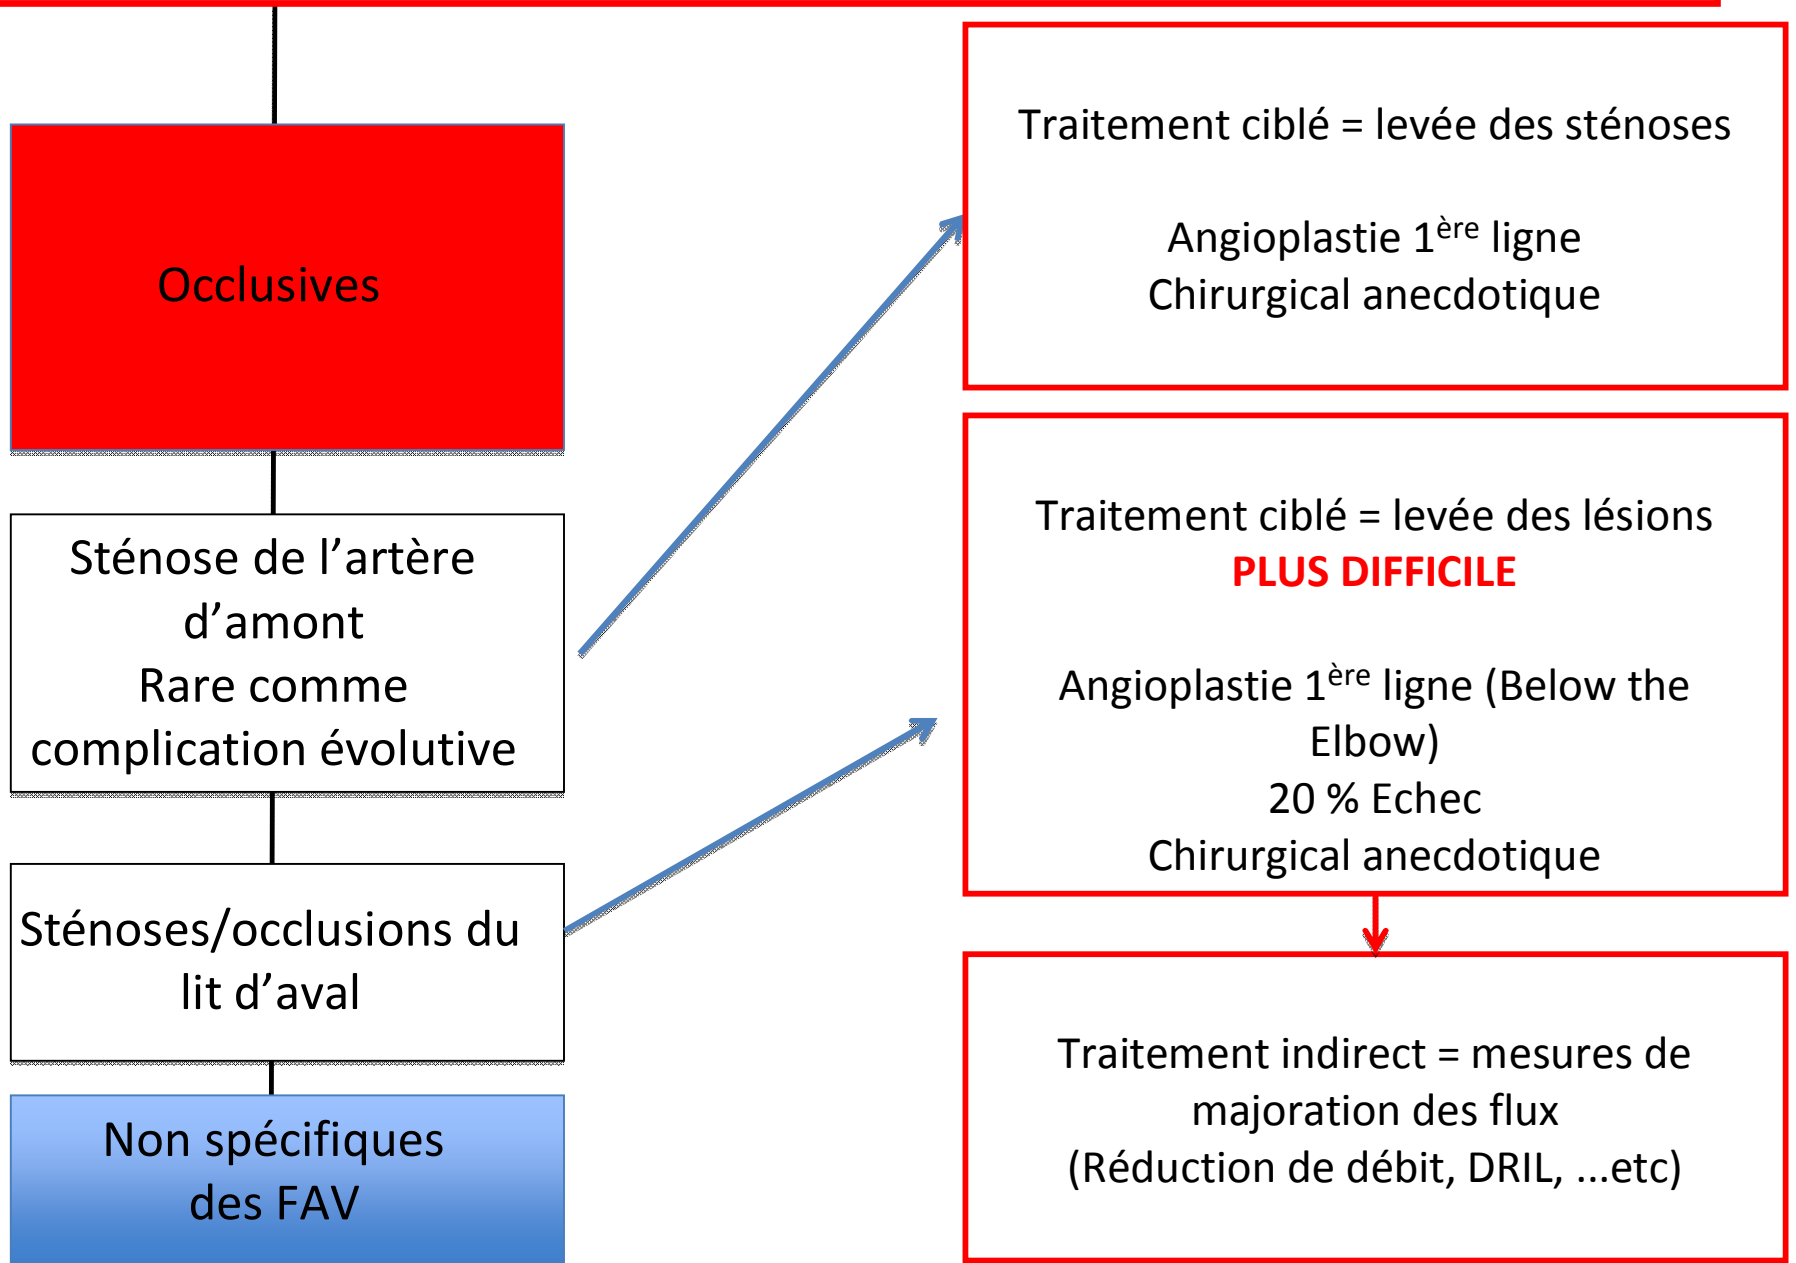 Occlusives
Sténose de l’artère
d’amont
Rare comme
complication évolutive
Sténoses/occlusions du
lit d’aval
Non spécifiques
des FAV
Traitement ciblé = levée des sténoses
Angioplastie 1ère ligne
Chirurgical anecdotique
Traitement ciblé = levée des lésions
PLUS DIFFICILE
Angioplastie 1ère ligne (Below the
Elbow)
20 % Echec
Chirurgical anecdotique
Traitement indirect = mesures de
majoration des flux
(Réduction de débit, DRIL, ...etc)